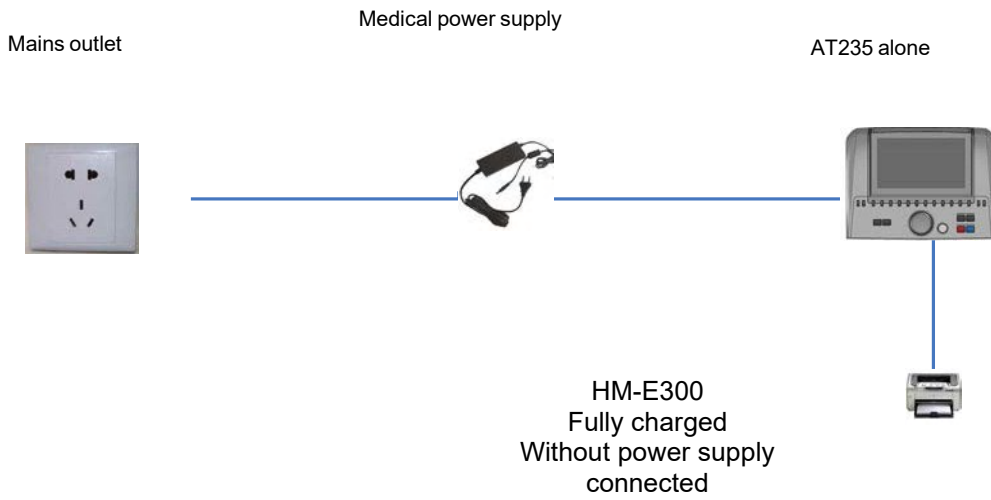 Medical power supply
Mains outlet
AT235 alone
HM-E300
Fully charged
Without power supply
connected